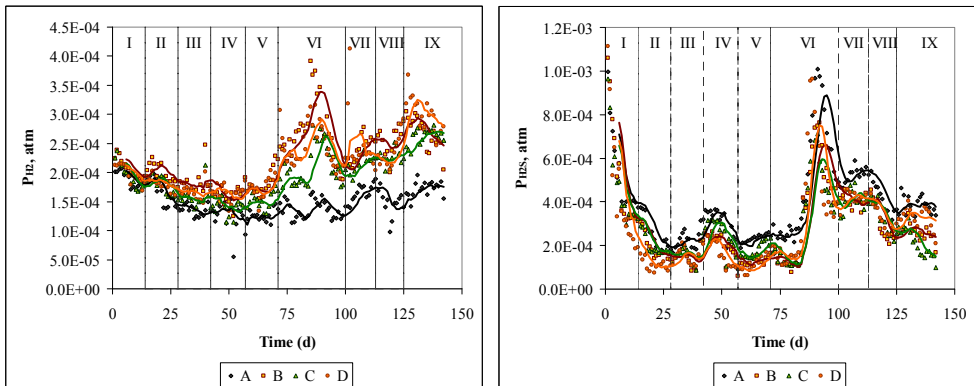 4.5E-04
4.0E-04
3.5E-04
3.0E-04
2.5E-04
2.0E-04
1.5E-04
1.0E-04
5.0E-05
0.0E+00
P_H2, atm
I II III IV V VI VII VIII IX
0 25 50 75 100 125 150
Time (d)
A B C D
1.2E-03
1.0E-03
8.0E-04
6.0E-04
4.0E-04
2.0E-04
0.0E+00
P_H2S, atm
I II III IV V VI VII VIII IX
0 25 50 75 100 125 150
Time (d)
A B C D